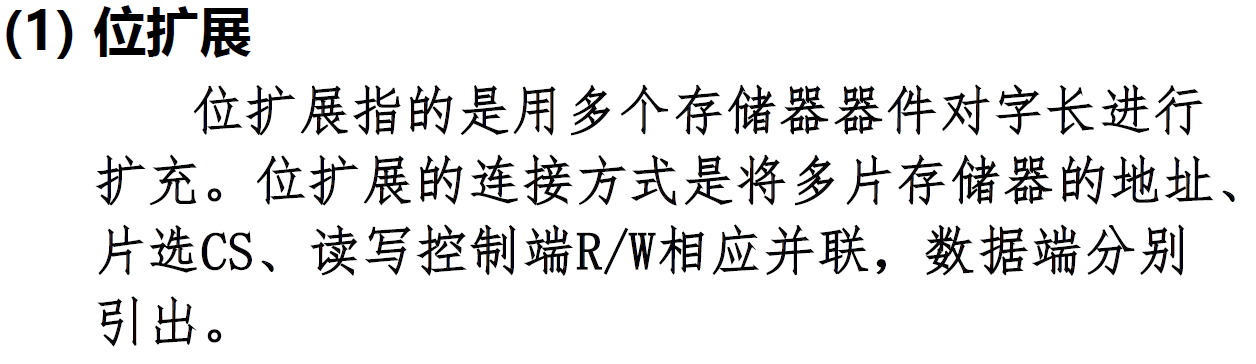 (1) 位扩展
位扩展指的是用多个存储器器件对字长进行
扩充。位扩展的连接方式是将多片存储器的地址、
片选CS、读写控制端R/W相应并联，数据端分别
引出。